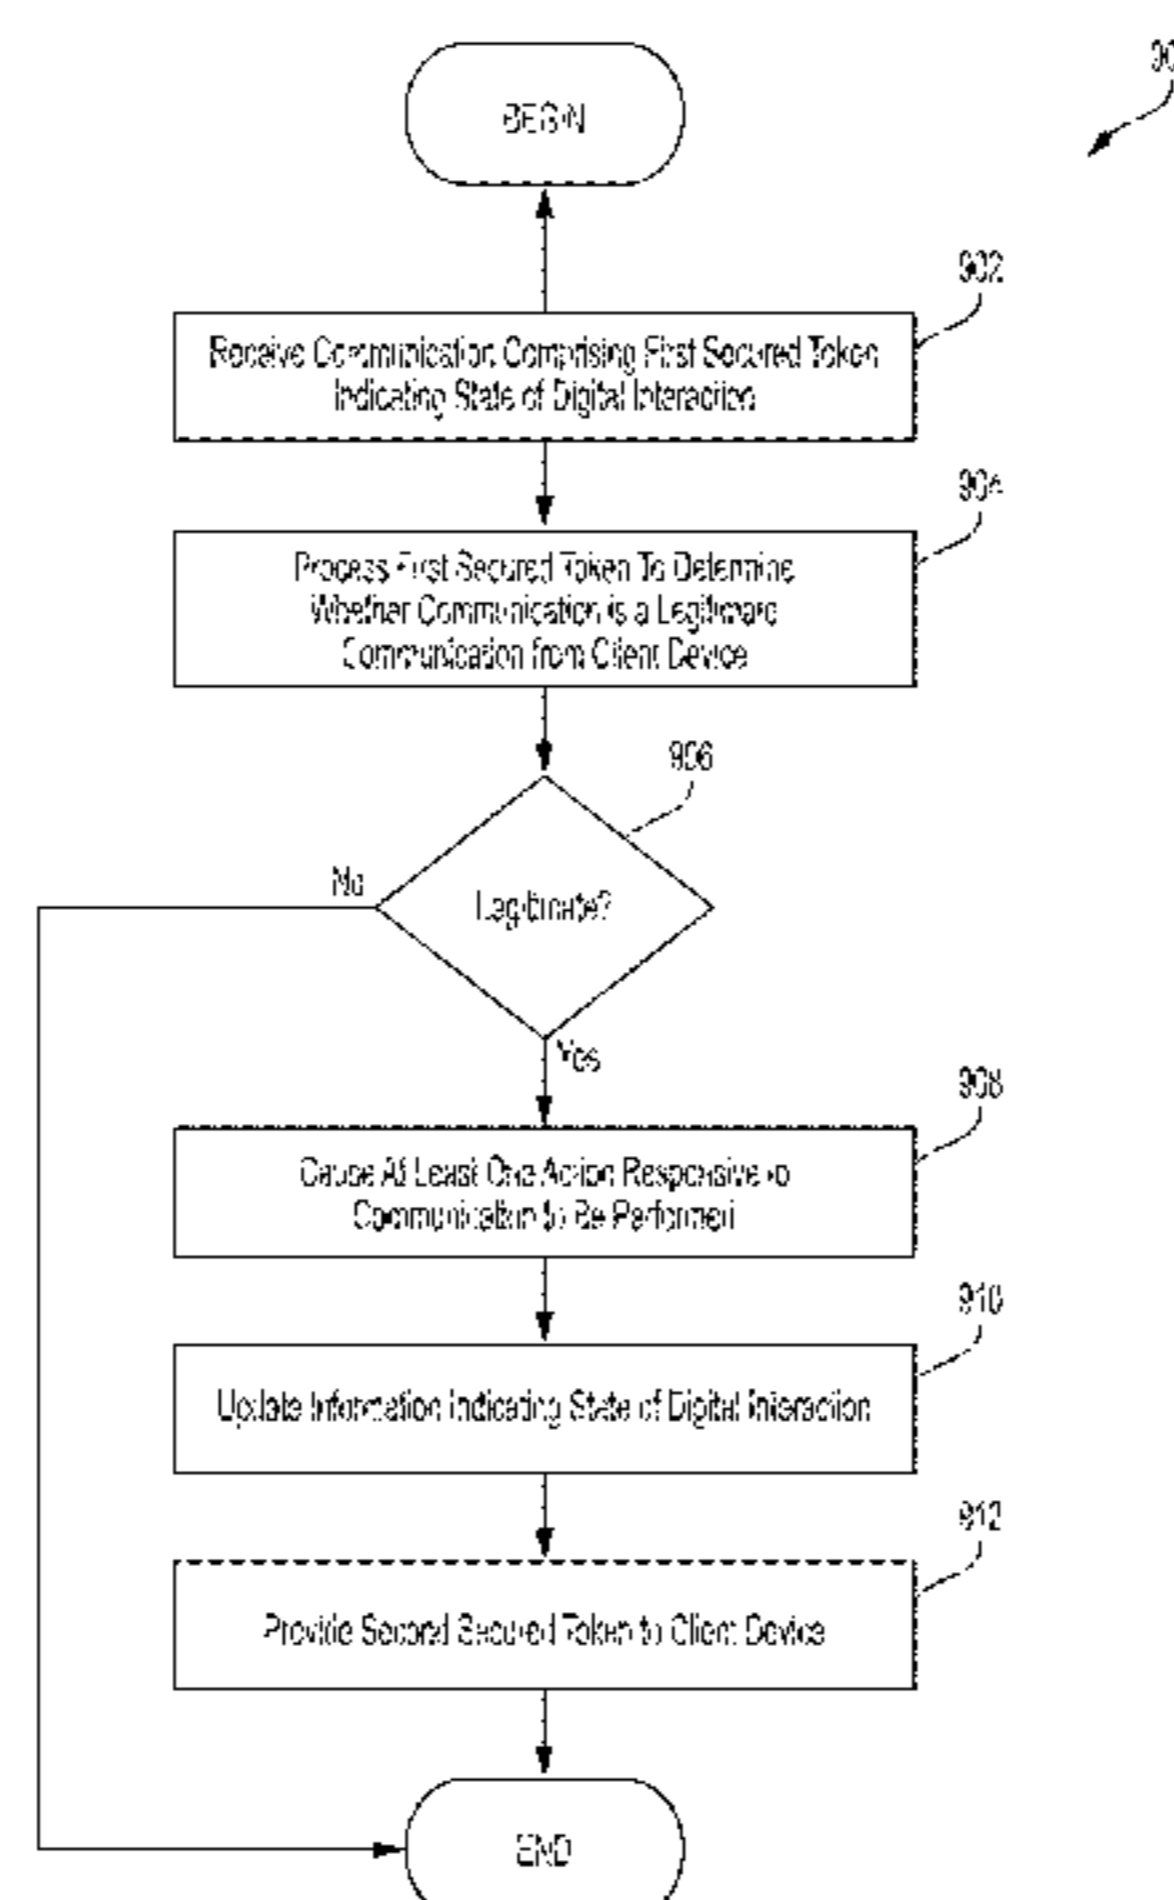 BEGIN
90
902
Receive Communication Comprising First Secured Token
Indicating State of Digital Interaction
904
Process First Secured Token To Determine
Whether Communication is a Legitimate
Communication from Client Device
906
No
Legitimate?
Yes
908
Cause At Least One Action Responsive to
Communication to Be Performed
910
Update Information Indicating State of Digital Interaction
912
Provide Second Secured Token to Client Device
END